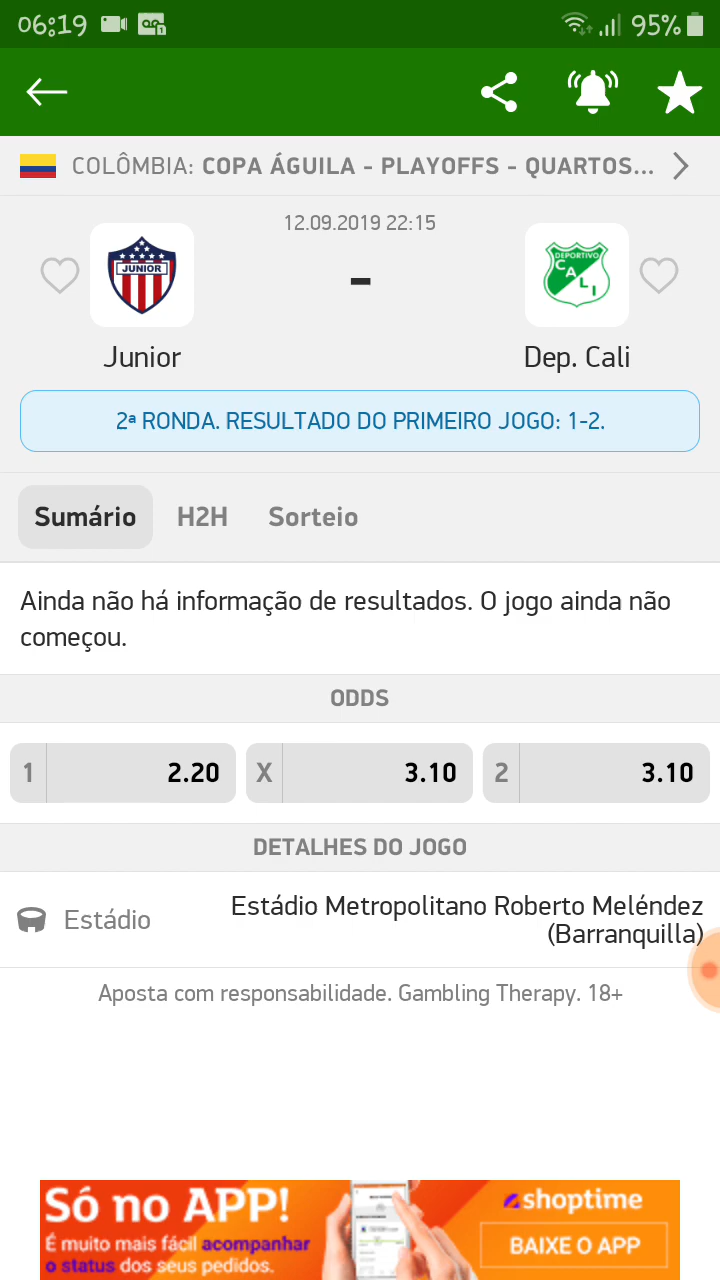 06:19
95%
COLÔMBIA: COPA ÁGUILA - PLAYOFFS - QUARTOS...
12.09.2019 22:15
JUNIOR
-
DEPORTIVO
CALI
Junior
Dep. Cali
2ª RONDA. RESULTADO DO PRIMEIRO JOGO: 1-2.
Sumário H2H Sorteio
Ainda não há informação de resultados. O jogo ainda não
começou.
ODDS
1 2.20 X 3.10 2 3.10
DETALHES DO JOGO
Estádio
Estádio Metropolitano Roberto Meléndez
(Barranquilla)
Aposta com responsabilidade. Gambling Therapy. 18+
Só no APP!
É muito mais fácil acompanhar
o status dos seus pedidos.
shoptime
BAIXE O APP